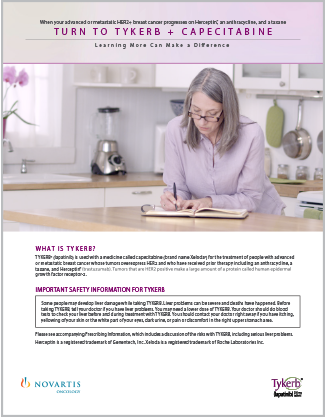 When your advanced or metastatic HER2+ breast cancer progresses on Herceptin, an anthracycline, and a taxane
TURN TO TYKERB + CAPECITABINE
Learning More Can Make a Difference
WHAT IS TYKERB?
TYKERB® (lapatinib) is used with a medicine called capecitabine (brand name Xeloda®) for the treatment of people with advanced
or metastatic breast cancer whose tumors overexpress HER2 and who have received prior therapy including an anthracycline, a
taxane, and Herceptin® (trastuzumab). Tumors that are HER2 positive make a large amount of a protein called human epidermal
growth factor receptor-2.
IMPORTANT SAFETY INFORMATION FOR TYKERB
Some people may develop liver damage while taking TYKERB. Liver problems can be severe and deaths have happened. Before
taking TYKERB, tell your doctor if you have liver problems. You may need a lower dose of TYKERB. Your doctor should do blood
tests to check your liver before and during treatment with TYKERB. You should contact your doctor right away if you have itching,
yellowing of your skin or the white part of your eyes, dark urine, or pain or discomfort in the right upper stomach area.
Please see accompanying Prescribing Information, which includes a discussion of the risks with TYKERB, including serious liver problems.
Herceptin is a registered trademark of Genentech, Inc. Xeloda is a registered trademark of Roche Laboratories Inc.
NOVARTIS
ONCOLOGY
Tykerb®
(lapatinib)